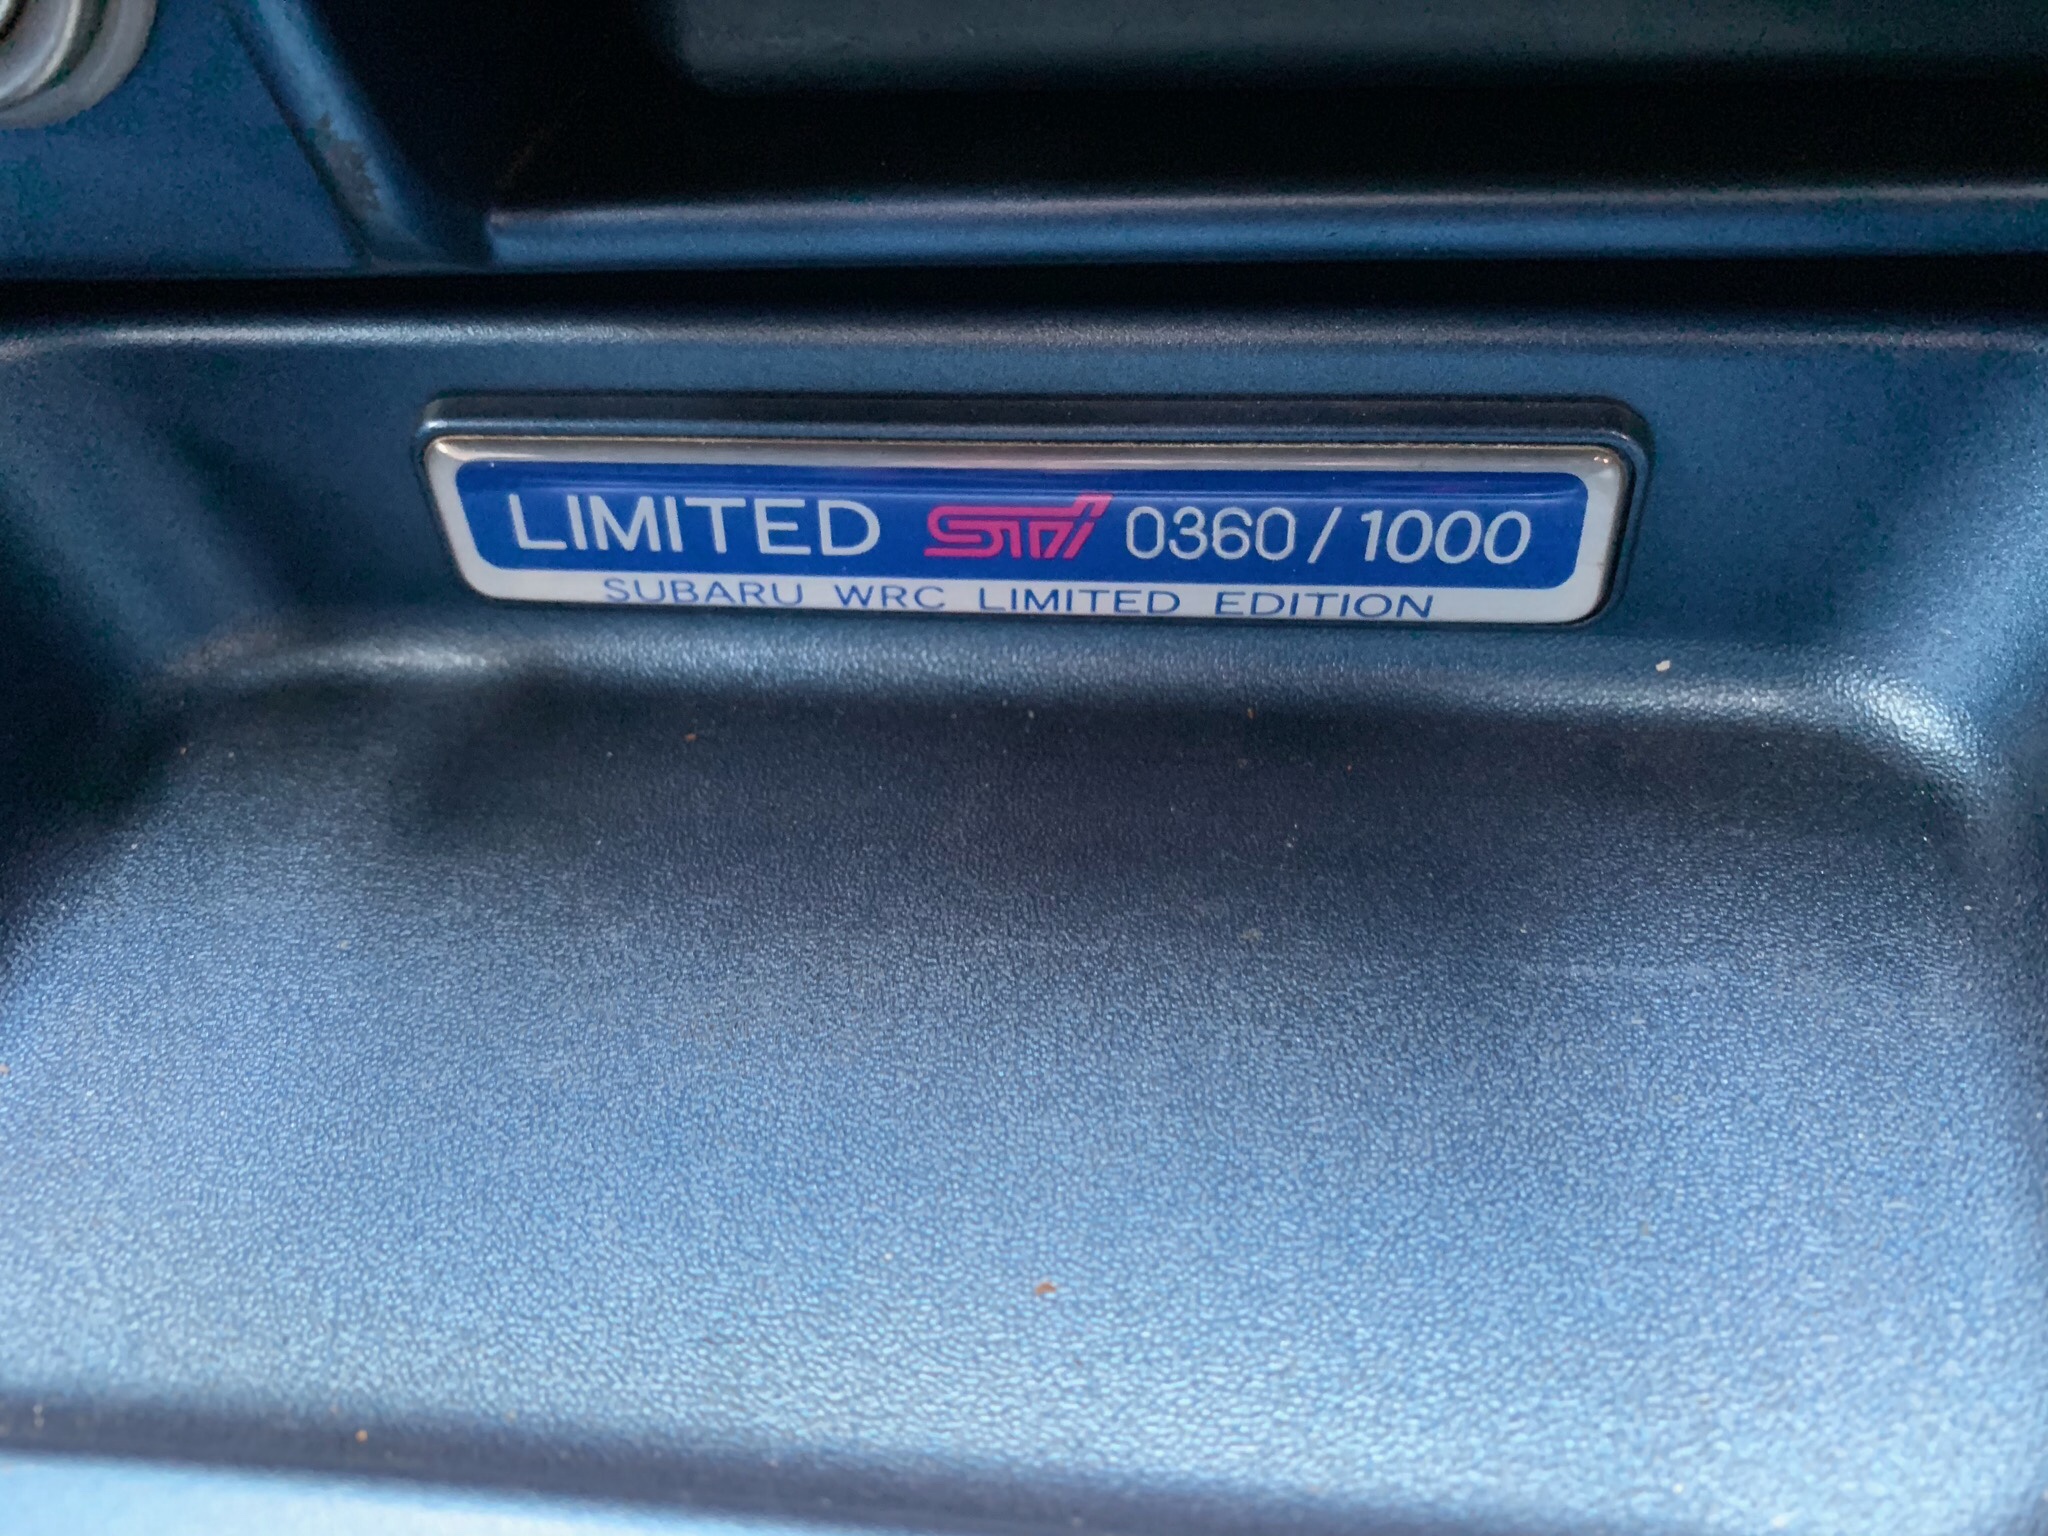 LIMITED STi 0360/1000
SUBARU WRC LIMITED EDITION